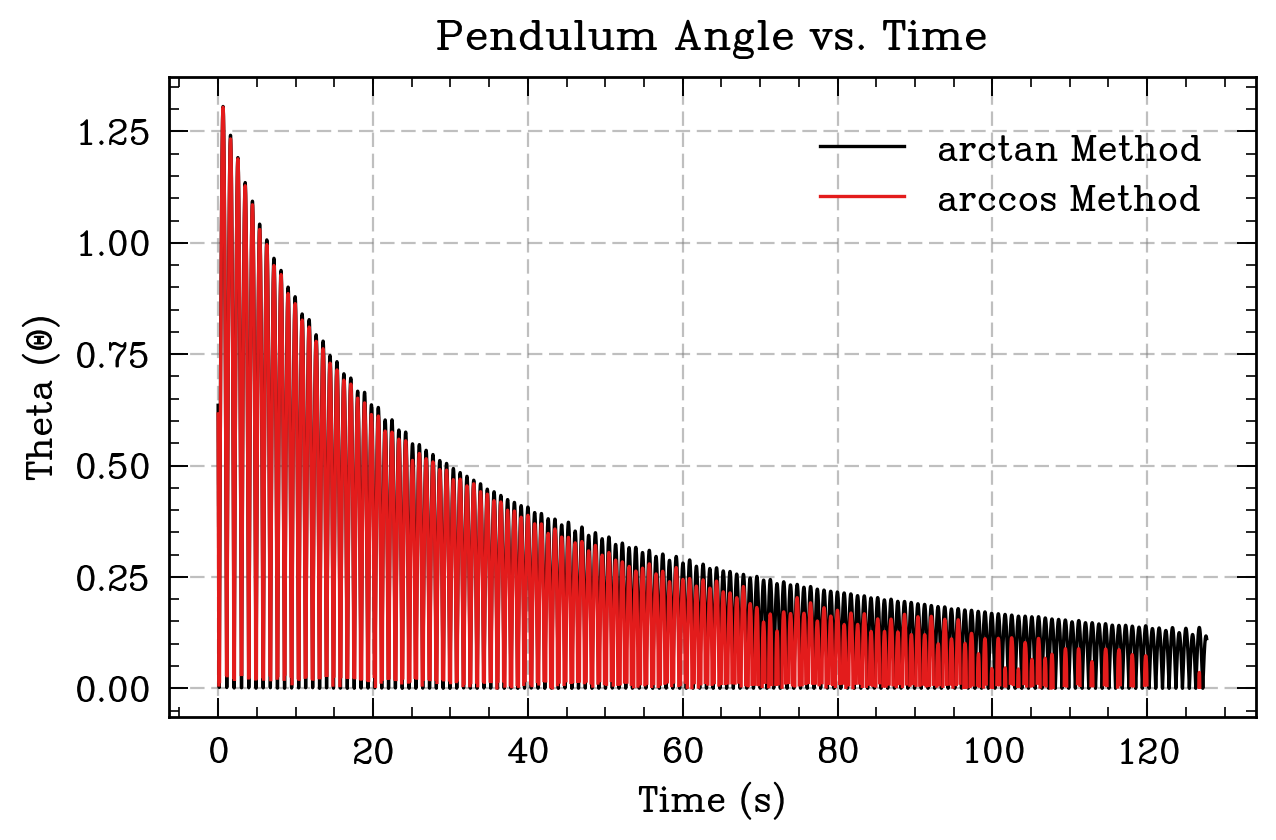 Pendulum Angle vs. Time
arctan Method
arccos Method
Theta (Θ)
1.25
1.00
0.75
0.50
0.25
0.00
0 20 40 60 80 100 120
Time (s)